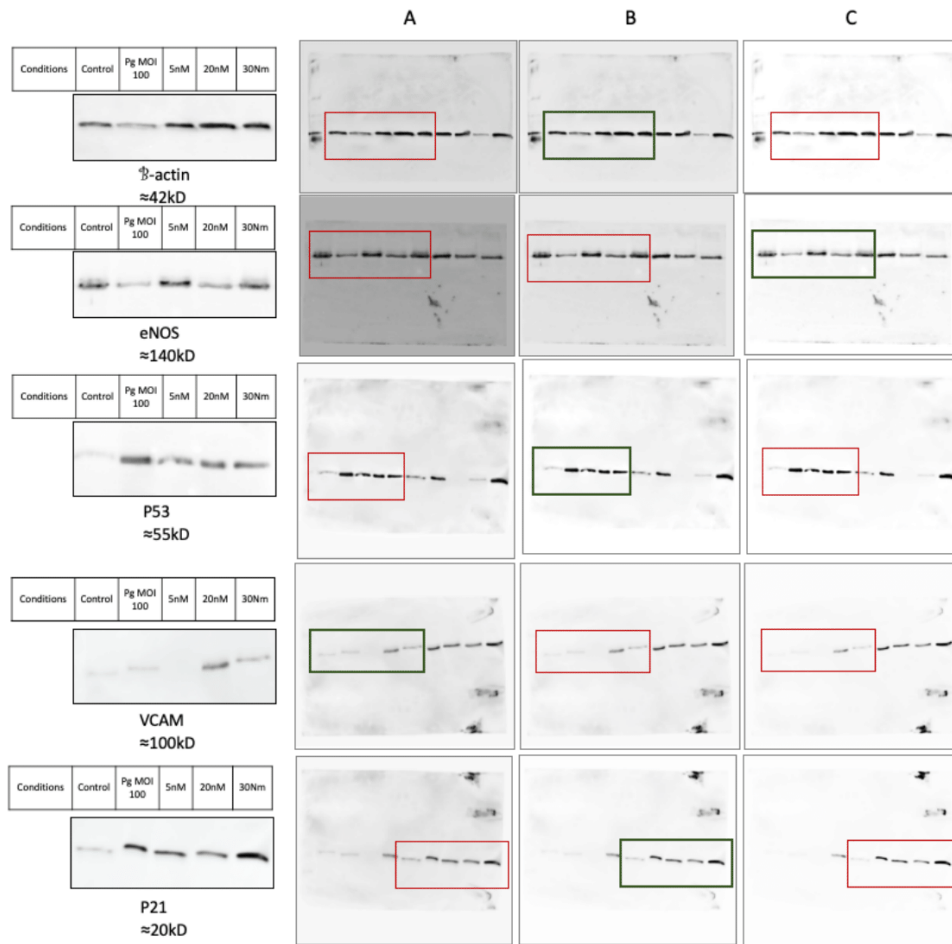 A B C
Conditions Control Pg MOI 100 5nM 20nM 30Nm
β-actin
≈42kD
Conditions Control Pg MOI 100 5nM 20nM 30Nm
eNOS
≈140kD
Conditions Control Pg MOI 100 5nM 20nM 30Nm
P53
≈55kD
Conditions Control Pg MOI 100 5nM 20nM 30Nm
VCAM
≈100kD
Conditions Control Pg MOI 100 5nM 20nM 30Nm
P21
≈20kD